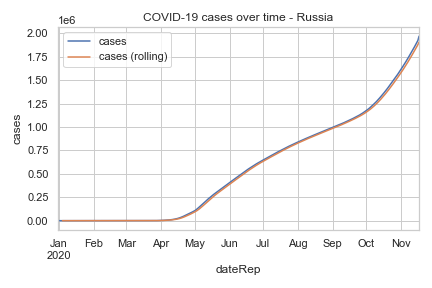 COVID-19 cases over time - Russia
1e6
cases
cases (rolling)
2.00
1.75
1.50
1.25
1.00
0.75
0.50
0.25
0.00
cases
Jan Feb Mar Apr May Jun Jul Aug Sep Oct Nov
2020
dateRep